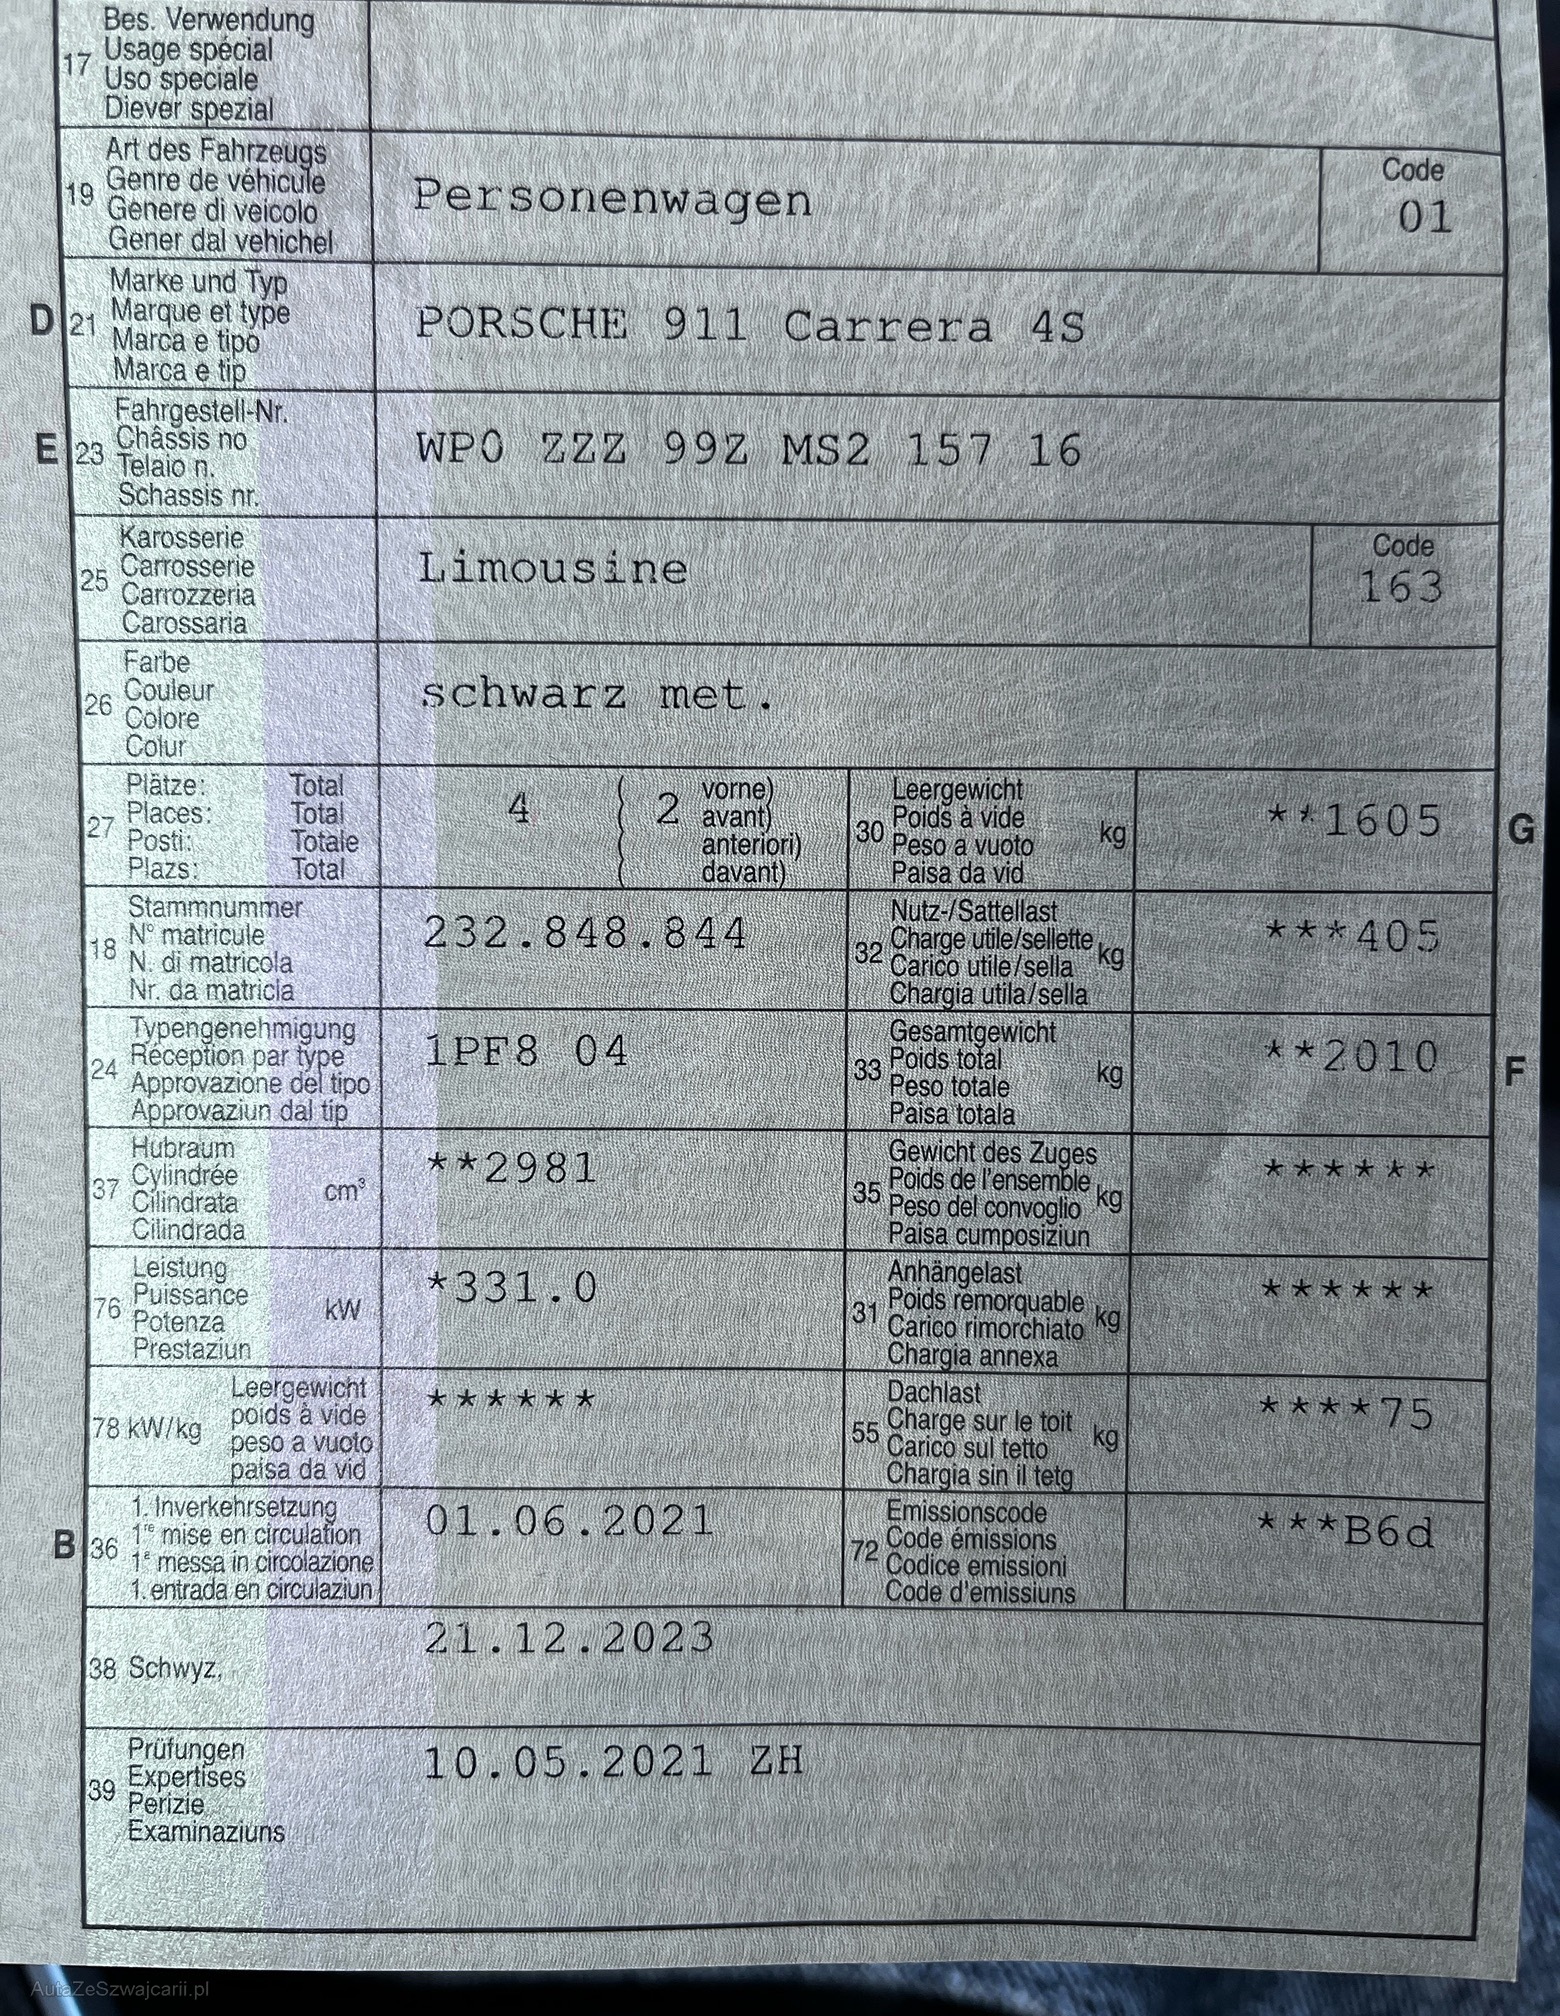 17
Bes. Verwendung
Usage spécial
Uso speciale
Diever spezial
19
Art des Fahrzeugs
Genre de véhicule
Genere di veicolo
Gener dal vehichel
Personenwagen
Code
01
D 21
Marke und Typ
Marque et type
Marca e tipo
Marca e tip
PORSCHE 911 Carrera 4S
E 23
Fahrgestell-Nr.
Châssis no
Telaio n.
Schassis nr.
WP0 ZZZ 99Z MS2 157 16
25
Karosserie
Carrosserie
Carrozzeria
Carossaria
Limousine
Code
163
26
Farbe
Couleur
Colore
Colur
schwarz met.
27
Plätze: Total
Places: Total
Posti: Totale
Plazs: Total
4 ( 2
vorne)
avant)
anteriori)
davant)
30
Leergewicht
Poids à vide
Peso a vuoto
Paisa da vid
kg
**1605
G
18
Stammnummer
N° matricule
N. di matricola
Nr. da matricla
232.848.844
32
Nutz-/Sattellast
Charge utile/sellette
Carico utile/sella
Chargia utila/sella
kg
***405
24
Typengenehmigung
Réception par type
Approvazione del tipo
Approvaziun dal tip
1PF8 04
33
Gesamtgewicht
Poids total
Peso totale
Paisa totala
kg
**2010
F
37
Hubraum
Cylindrée
Cilindrata
Cilindrada
cm³
**2981
35
Gewicht des Zuges
Poids de l'ensemble
Peso del convoglio
Paisa cumposiziun
kg
******
76
Leistung
Puissance
Potenza
Prestaziun
kW
*331.0
31
Anhängelast
Poids remorquable
Carico rimorchiato
Chargia annexa
kg
******
78 kW/kg
Leergewicht
poids à vide
peso a vuoto
paisa da vid
******
55
Dachlast
Charge sur le toit
Carico sul tetto
Chargia sin il tetg
kg
****75
B 36
1. Inverkehrsetzung
1re mise en circulation
1a messa in circolazione
1. entrada en circulaziun
01.06.2021
72
Emissionscode
Code émissions
Codice emissioni
Code d'emissiuns
***B6d
38 Schwyz,
21.12.2023
39
Prüfungen
Expertises
Perizie
Examinaziuns
10.05.2021 ZH
AutaZeSzwajcarii.pl